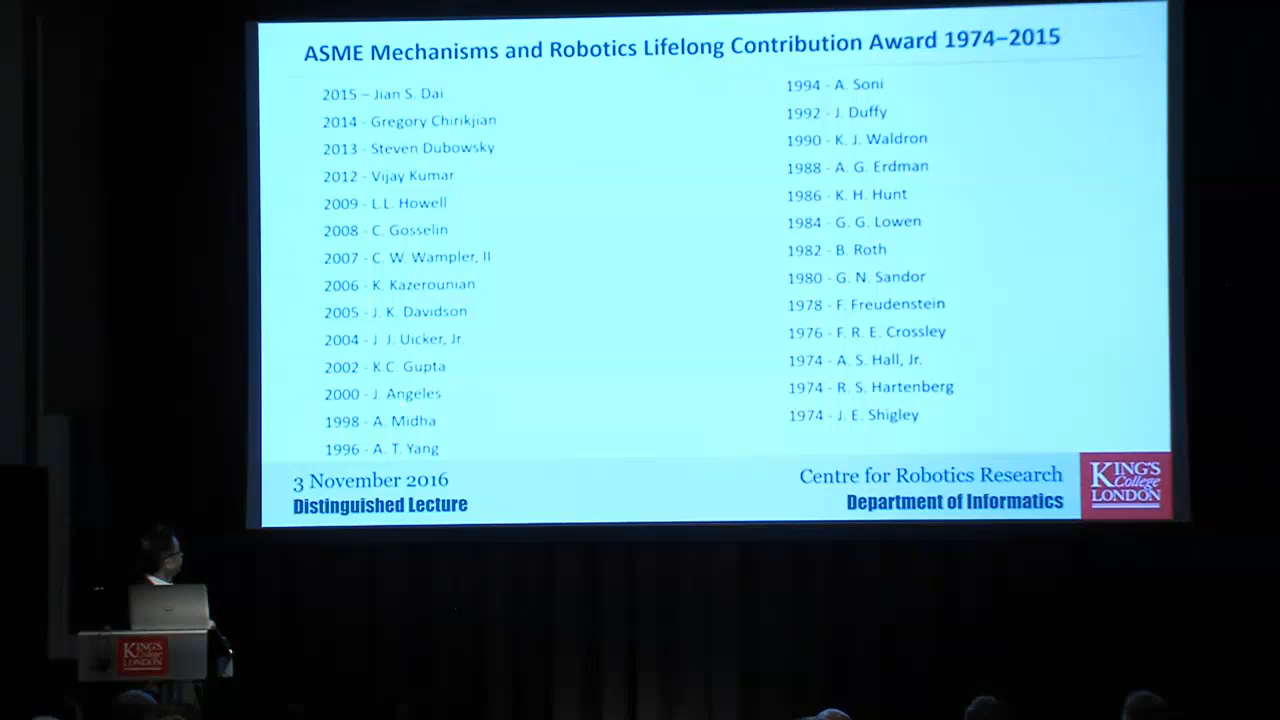 ASME Mechanisms and Robotics Lifelong Contribution Award 1974–2015
2015 – Jian S. Dai
2014 - Gregory Chirikjian
2013 - Steven Dubowsky
2012 - Vijay Kumar
2009 - L.L. Howell
2008 - C. Gosselin
2007 - C. W. Wampler, II
2006 - K. Kazerounian
2005 - J. K. Davidson
2004 - J. J. Uicker, Jr.
2002 - K.C. Gupta
2000 - J. Angeles
1998 - A. Midha
1996 - A. T. Yang
1994 - A. Soni
1992 - J. Duffy
1990 - K. J. Waldron
1988 - A. G. Erdman
1986 - K. H. Hunt
1984 - G. G. Lowen
1982 - B. Roth
1980 - G. N. Sandor
1978 - F. Freudenstein
1976 - F. R. E. Crossley
1974 - A. S. Hall, Jr.
1974 - R. S. Hartenberg
1974 - J. E. Shigley
3 November 2016
Distinguished Lecture
Centre for Robotics Research
Department of Informatics
KING'S
College
LONDON
KING'S
College
LONDON